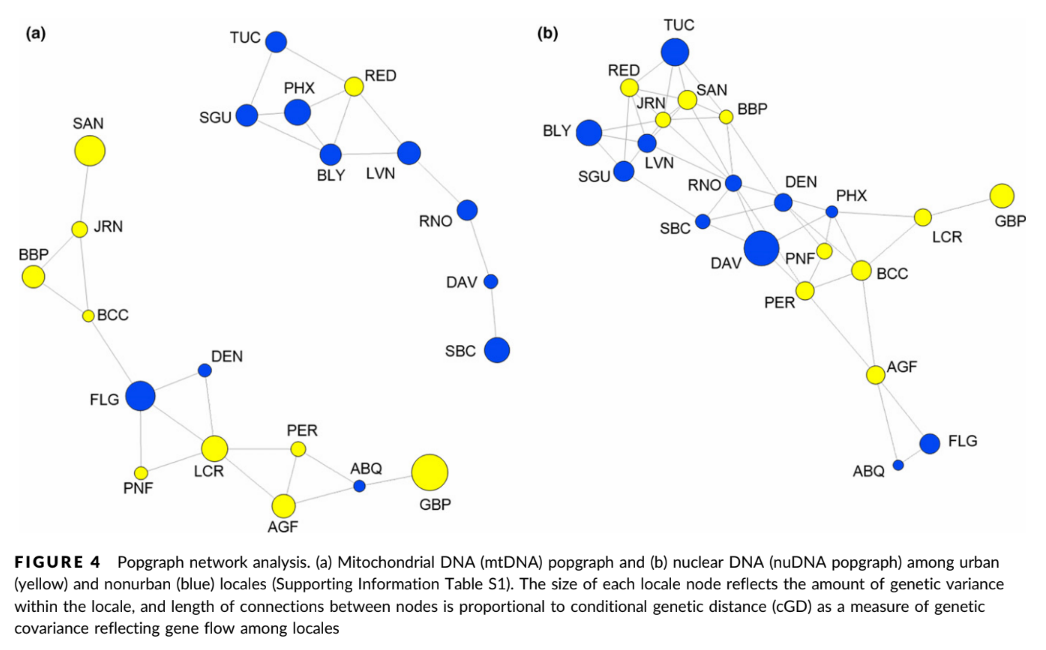 (a)
TUC
PHX
RED
SGU
BLY
LVN
SAN
JRN
BBP
BCC
RNO
DAV
SBC
DEN
FLG
PNF
LCR
PER
ABQ
AGF
GBP
(b)
TUC
RED
SAN
JRN
BBP
BLY
LVN
SGU
RNO
DEN
PHX
SBC
DAV
PNF
PER
BCC
LCR
GBP
AGF
FLG
ABQ
FIGURE 4 Popgraph network analysis. (a) Mitochondrial DNA (mtDNA) popgraph and (b) nuclear DNA (nuDNA popgraph) among urban
(yellow) and nonurban (blue) locales (Supporting Information Table S1). The size of each locale node reflects the amount of genetic variance
within the locale, and length of connections between nodes is proportional to conditional genetic distance (cGD) as a measure of genetic
covariance reflecting gene flow among locales